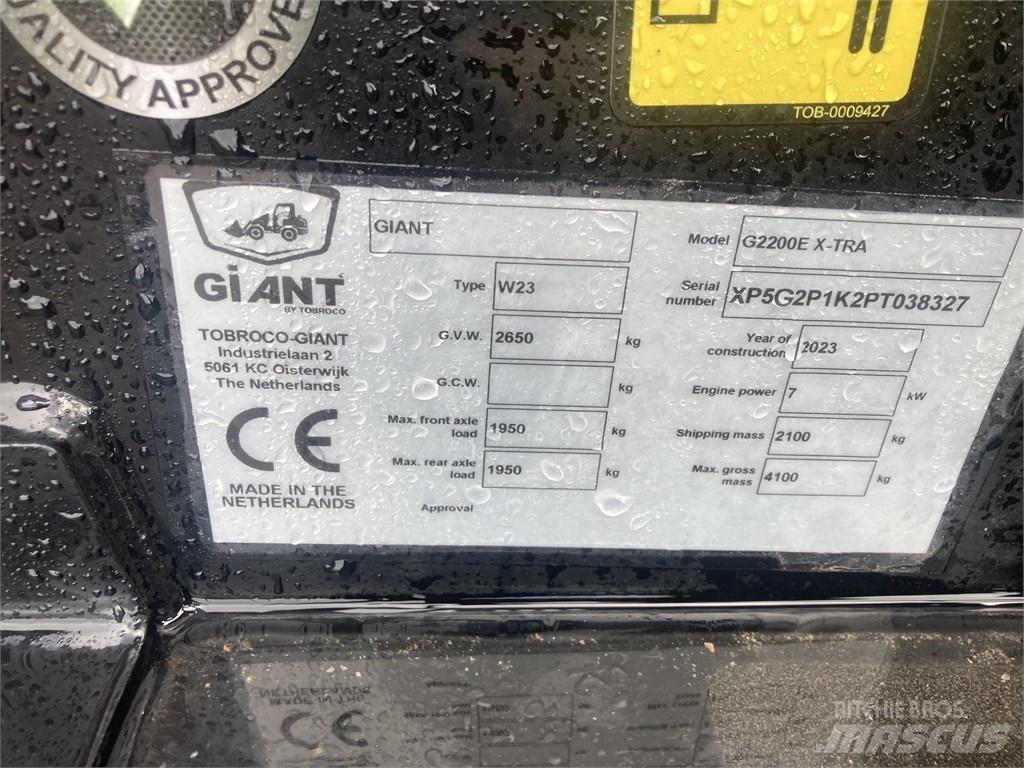 QUALITY APPROVE
TOB-0009427
GIANT
BY TOBROCO
TOBROCO-GIANT
Industrielaan 2
5061 KC Oisterwijk
The Netherlands
CE
MADE IN THE
NETHERLANDS
GIANT
Type W23
G.V.W. 2650 kg
G.C.W. kg
Max. front axle
load 1950 kg
Max. rear axle
load 1950 kg
Approval
Model G2200E X-TRA
Serial
number XP5G2P1K2PT038327
Year of
construction 2023
Engine power 7 kW
Shipping mass 2100 kg
Max. gross
mass 4100 kg
RITCHIE BROS.
MASCUS